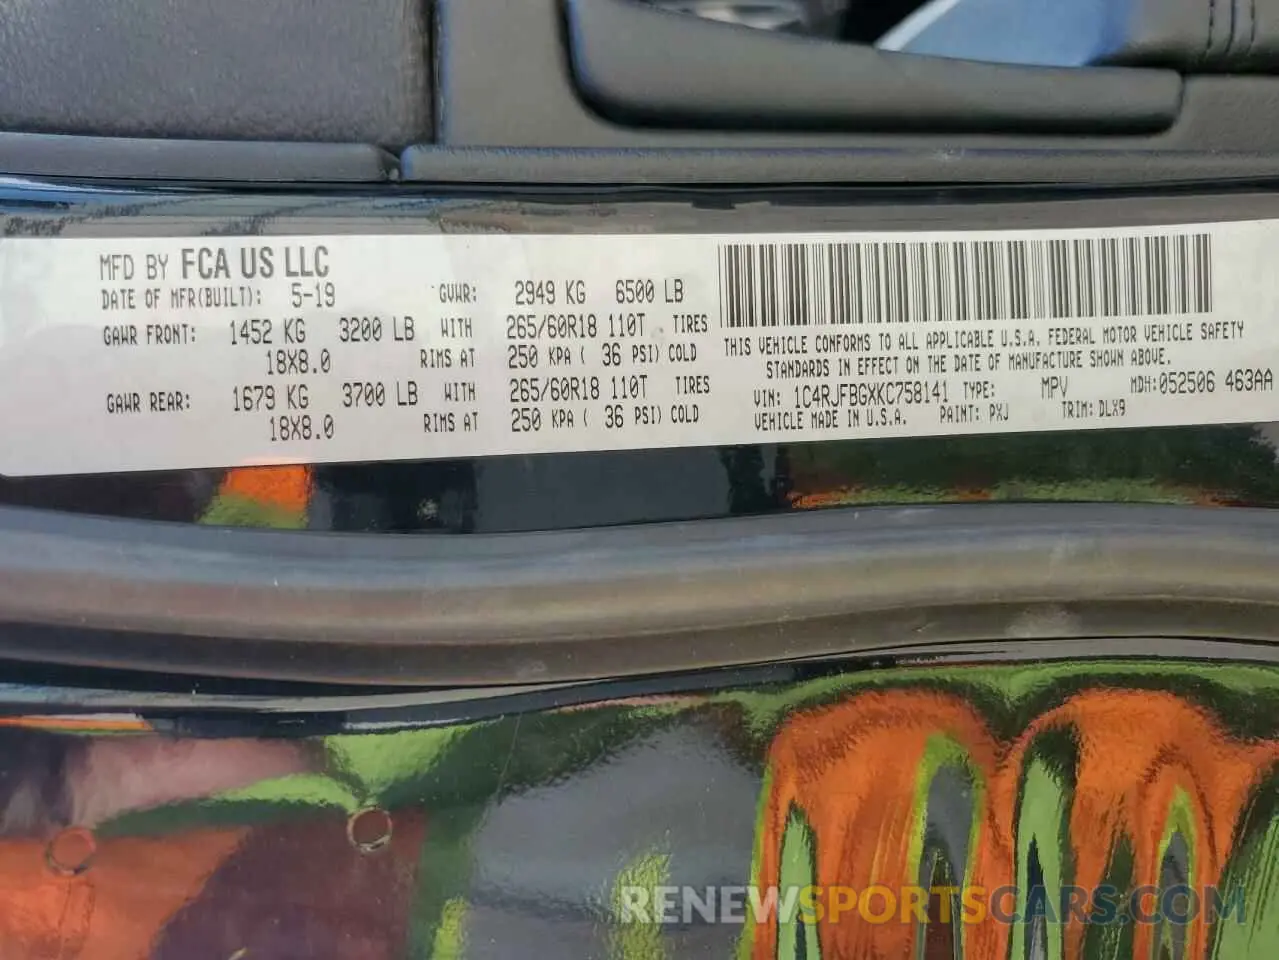 MFD BY FCA US LLC
DATE OF MFR(BUILT): 5-19 GVWR: 2949 KG 6500 LB
GAWR FRONT: 1452 KG 3200 LB WITH 265/60R18 110T TIRES
18X8.0 RIMS AT 250 KPA ( 36 PSI) COLD
GAWR REAR: 1679 KG 3700 LB WITH 265/60R18 110T TIRES
18X8.0 RIMS AT 250 KPA ( 36 PSI) COLD
THIS VEHICLE CONFORMS TO ALL APPLICABLE U.S.A. FEDERAL MOTOR VEHICLE SAFETY
STANDARDS IN EFFECT ON THE DATE OF MANUFACTURE SHOWN ABOVE.
VIN: 1C4RJFBGXKC758141 TYPE: MPV MDH:052506 463AA
VEHICLE MADE IN U.S.A. PAINT: PXJ TRIM: DLX9
RENEWSPORTSCARS.COM